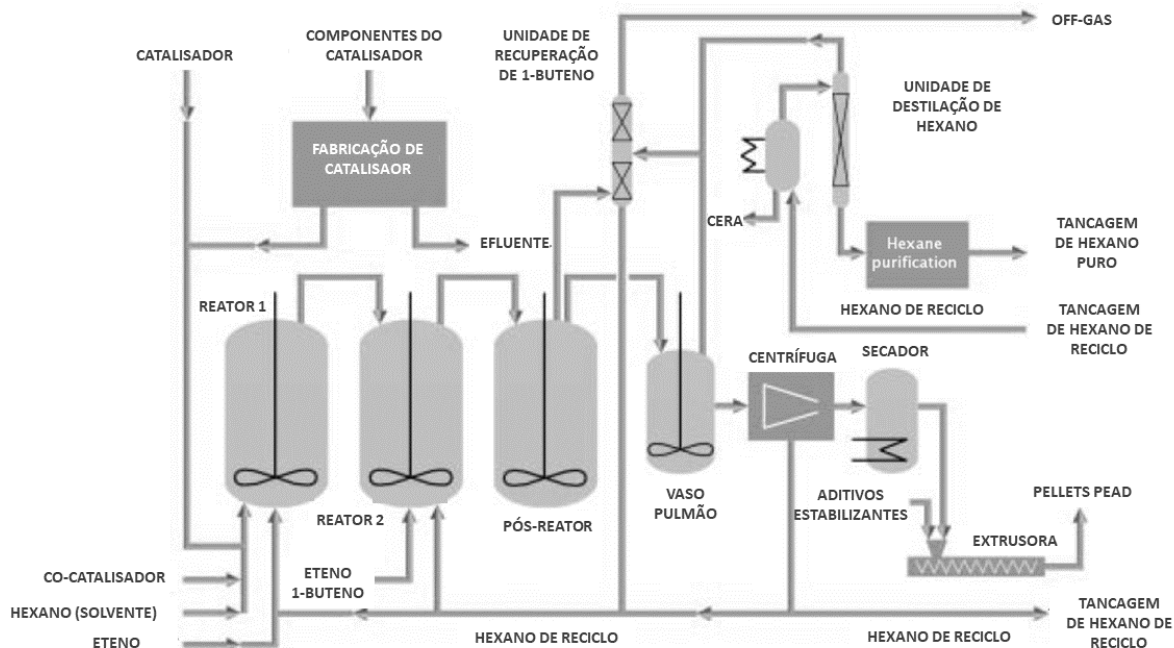 CATALISADOR
COMPONENTES DO
CATALISADOR
UNIDADE DE
RECUPERAÇÃO
DE 1-BUTENO
OFF-GAS
UNIDADE DE
DESTILAÇÃO DE
HEXANO
FABRICAÇÃO DE
CATALISAOR
EFLUENTE
CERA
Hexane
purification
TANCAGEM
DE HEXANO
PURO
HEXANO DE RECICLO
TANCAGEM
DE HEXANO DE
RECICLO
REATOR 1
REATOR 2
PÓS-REATOR
VASO
PULMÃO
CENTRÍFUGA
SECADOR
ADITIVOS
ESTABILIZANTES
PELLETS PEAD
EXTRUSORA
CO-CATALISADOR
HEXANO (SOLVENTE)
ETENO
ETENO
1-BUTENO
HEXANO DE RECICLO
HEXANO DE RECICLO
TANCAGEM
DE HEXANO DE
RECICLO